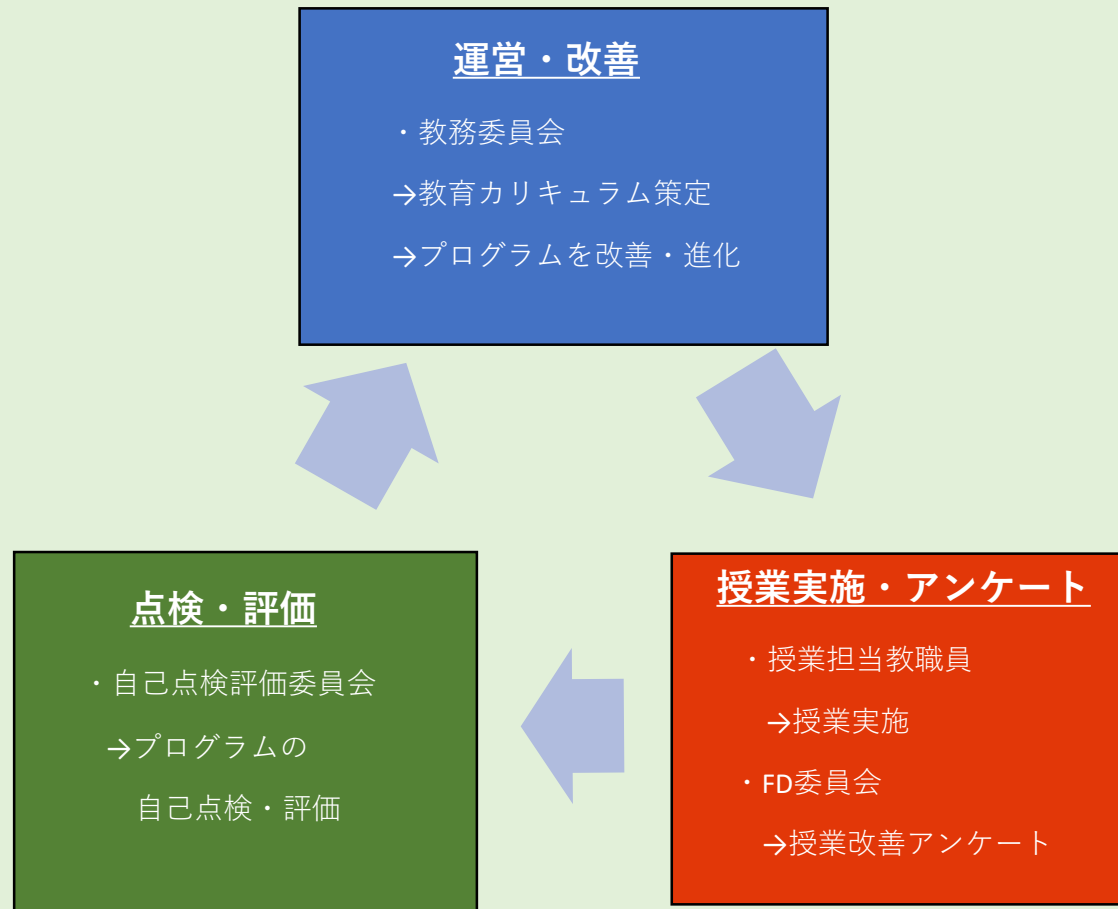 運営・改善
・教務委員会
→教育カリキュラム策定
→プログラムを改善・進化
点検・評価
・自己点検評価委員会
→プログラムの
自己点検・評価
授業実施・アンケート
・授業担当教職員
→授業実施
・FD委員会
→授業改善アンケート